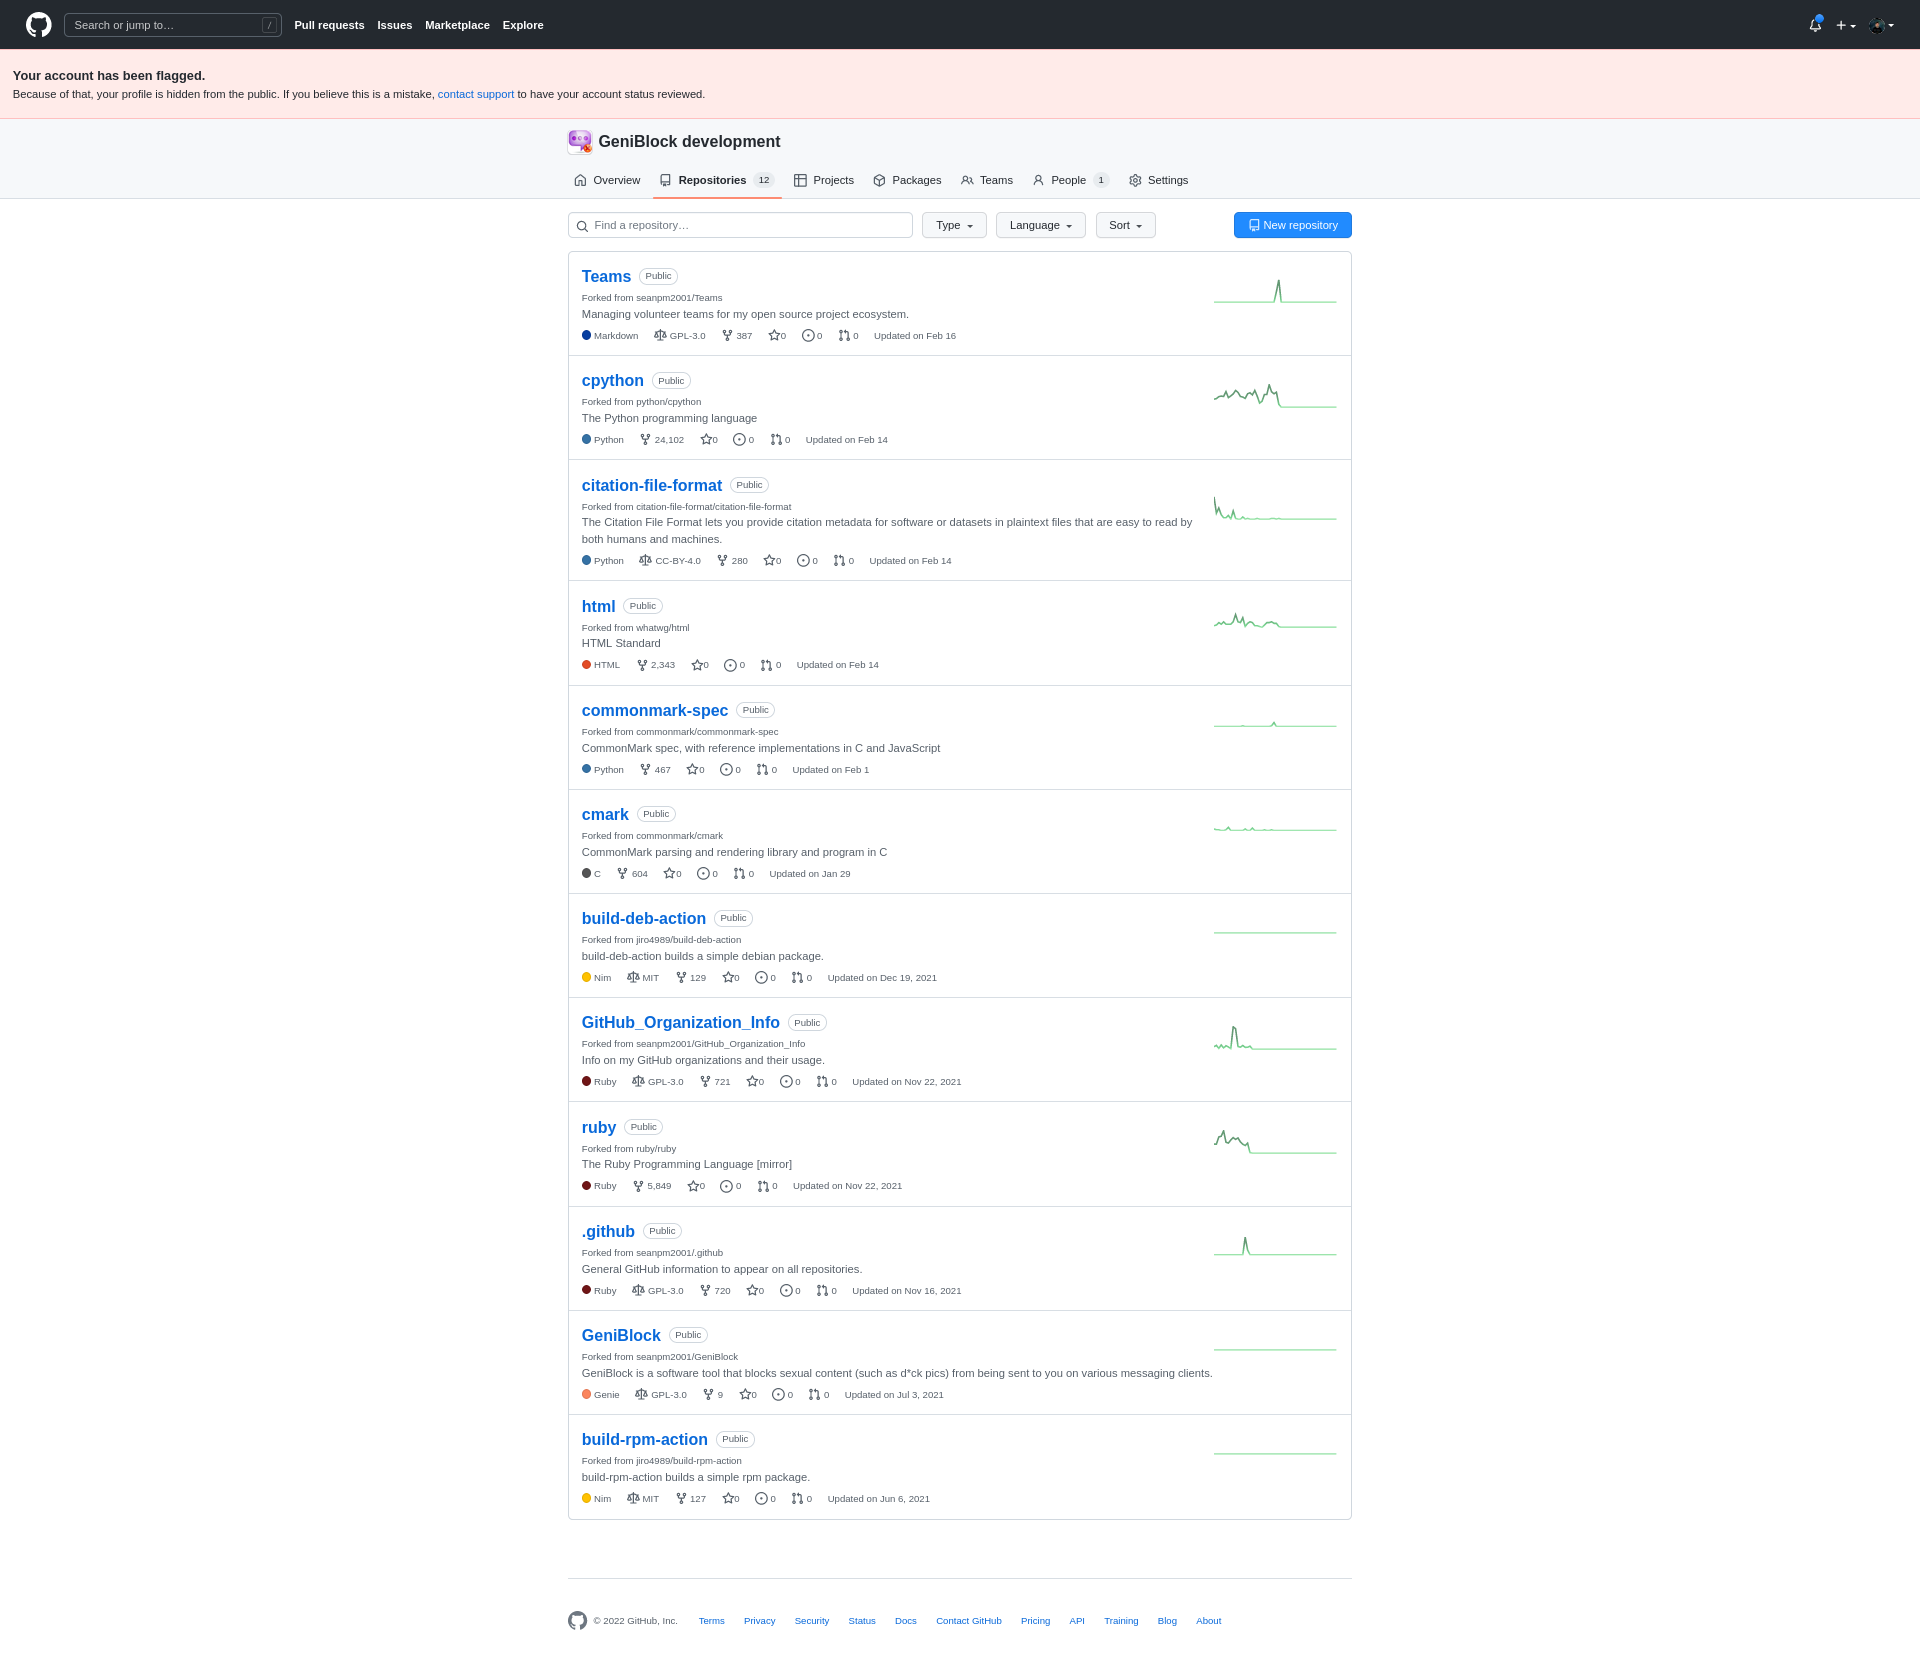 Search or jump to… / Pull requests Issues Marketplace Explore
Your account has been flagged.
Because of that, your profile is hidden from the public. If you believe this is a mistake, contact support to have your account status reviewed.
GeniBlock development
Overview Repositories 12 Projects Packages Teams People 1 Settings
Find a repository… Type Language Sort New repository
Teams Public
Forked from seanpm2001/Teams
Managing volunteer teams for my open source project ecosystem.
Markdown GPL-3.0 387 0 0 0 Updated on Feb 16
cpython Public
Forked from python/cpython
The Python programming language
Python 24,102 0 0 0 Updated on Feb 14
citation-file-format Public
Forked from citation-file-format/citation-file-format
The Citation File Format lets you provide citation metadata for software or datasets in plaintext files that are easy to read by
both humans and machines.
Python CC-BY-4.0 280 0 0 0 Updated on Feb 14
html Public
Forked from whatwg/html
HTML Standard
HTML 2,343 0 0 0 Updated on Feb 14
commonmark-spec Public
Forked from commonmark/commonmark-spec
CommonMark spec, with reference implementations in C and JavaScript
Python 467 0 0 0 Updated on Feb 1
cmark Public
Forked from commonmark/cmark
CommonMark parsing and rendering library and program in C
C 604 0 0 0 Updated on Jan 29
build-deb-action Public
Forked from jiro4989/build-deb-action
build-deb-action builds a simple debian package.
Nim MIT 129 0 0 0 Updated on Dec 19, 2021
GitHub_Organization_Info Public
Forked from seanpm2001/GitHub_Organization_Info
Info on my GitHub organizations and their usage.
Ruby GPL-3.0 721 0 0 0 Updated on Nov 22, 2021
ruby Public
Forked from ruby/ruby
The Ruby Programming Language [mirror]
Ruby 5,849 0 0 0 Updated on Nov 22, 2021
.github Public
Forked from seanpm2001/.github
General GitHub information to appear on all repositories.
Ruby GPL-3.0 720 0 0 0 Updated on Nov 16, 2021
GeniBlock Public
Forked from seanpm2001/GeniBlock
GeniBlock is a software tool that blocks sexual content (such as d*ck pics) from being sent to you on various messaging clients.
Genie GPL-3.0 9 0 0 0 Updated on Jul 3, 2021
build-rpm-action Public
Forked from jiro4989/build-rpm-action
build-rpm-action builds a simple rpm package.
Nim MIT 127 0 0 0 Updated on Jun 6, 2021
© 2022 GitHub, Inc. Terms Privacy Security Status Docs Contact GitHub Pricing API Training Blog About